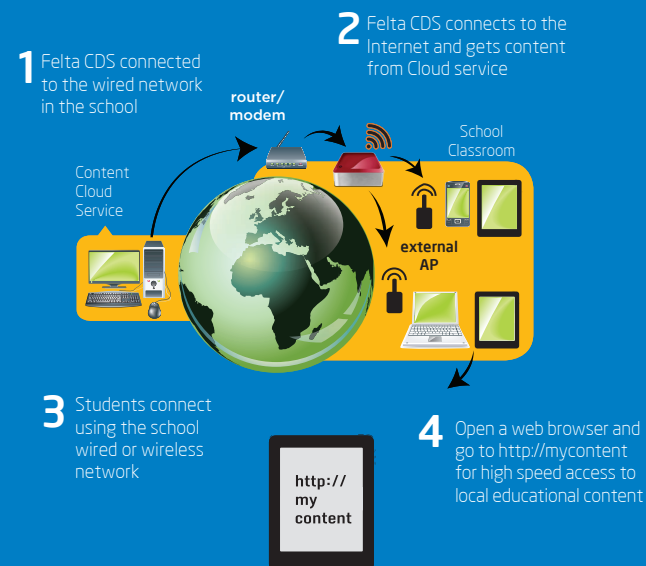 1 Felta CDS connected
to the wired network
in the school
2 Felta CDS connects to the
Internet and gets content
from Cloud service
router/
modem
School
Classroom
Content
Cloud
Service
external
AP
3 Students connect
using the school
wired or wireless
network
4 Open a web browser and
go to http://mycontent
for high speed access to
local educational content
http://
my
content